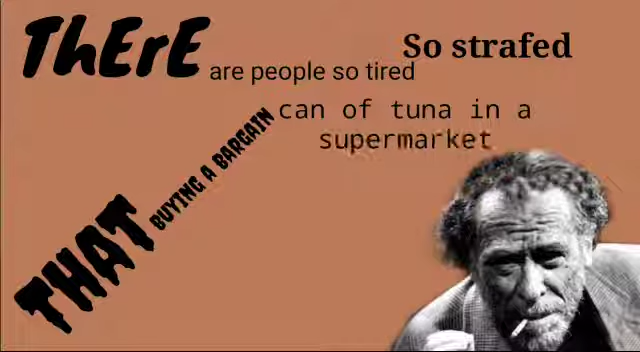 ThErE are people so tired
So strafed
THAT BUYING A BARGAIN
can of tuna in a
supermarket